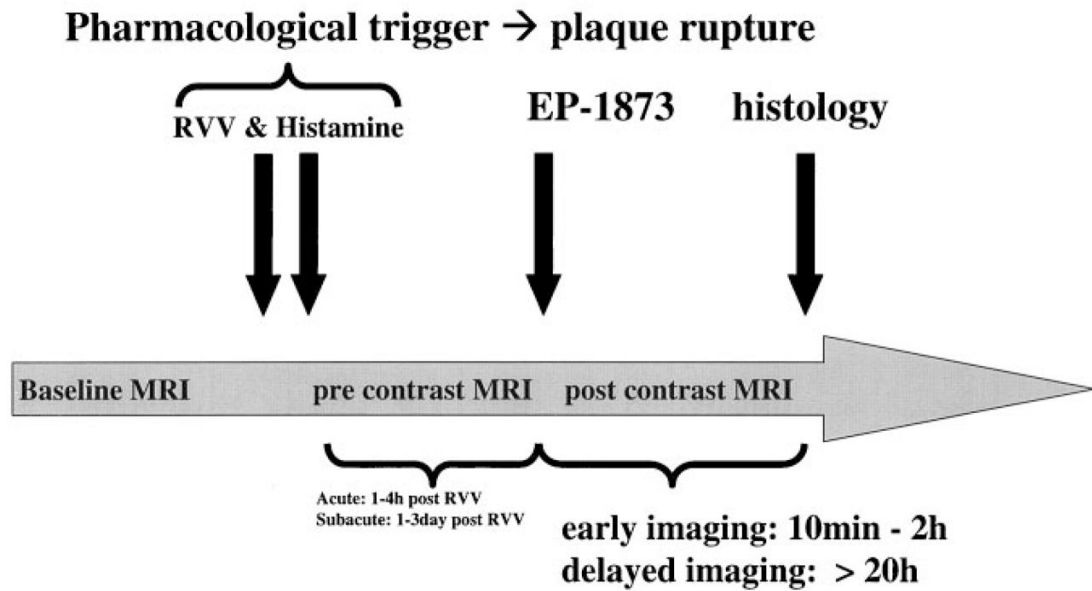 Pharmacological trigger → plaque rupture
RVV & Histamine
EP-1873
histology
Baseline MRI
pre contrast MRI
post contrast MRI
Acute: 1-4h post RVV
Subacute: 1-3day post RVV
early imaging: 10min - 2h
delayed imaging: > 20h